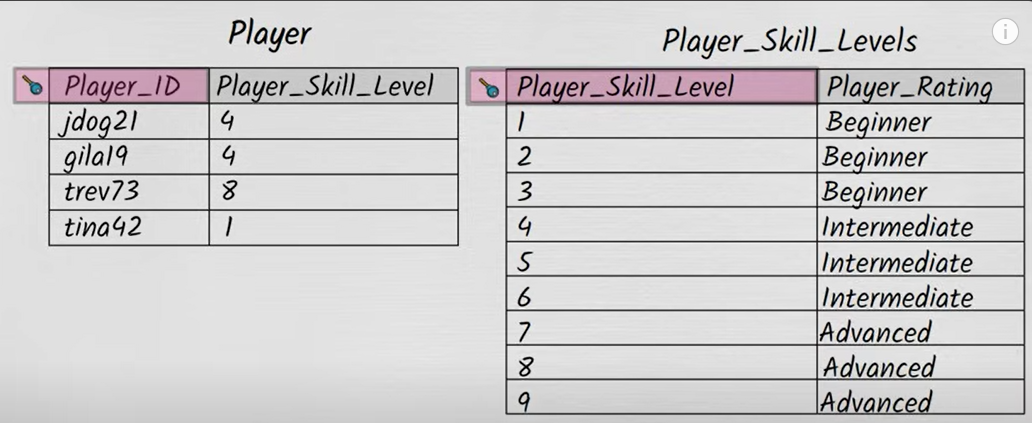 Player
Player_ID Player_Skill_Level
jdog21 4
gila19 4
trev73 8
tina42 1
Player_Skill_Levels
Player_Skill_Level Player_Rating
1 Beginner
2 Beginner
3 Beginner
4 Intermediate
5 Intermediate
6 Intermediate
7 Advanced
8 Advanced
9 Advanced